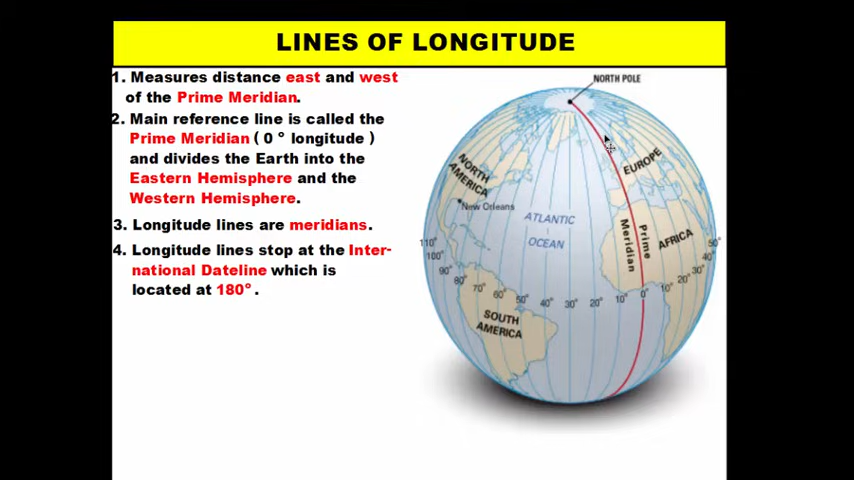 LINES OF LONGITUDE
1. Measures distance east and west
of the Prime Meridian.
2. Main reference line is called the
Prime Meridian ( 0 ° longitude )
and divides the Earth into the
Eastern Hemisphere and the
Western Hemisphere.
3. Longitude lines are meridians.
4. Longitude lines stop at the Inter-
national Dateline which is
located at 180°.
NORTH POLE
NORTH
AMERICA
New Orleans
EUROPE
ATLANTIC
OCEAN
Prime
Meridian
AFRICA
110° 100° 90° 80° 70° 60° 50° 40° 30° 20° 10° 0° 10° 20° 30° 40° 50°
SOUTH
AMERICA